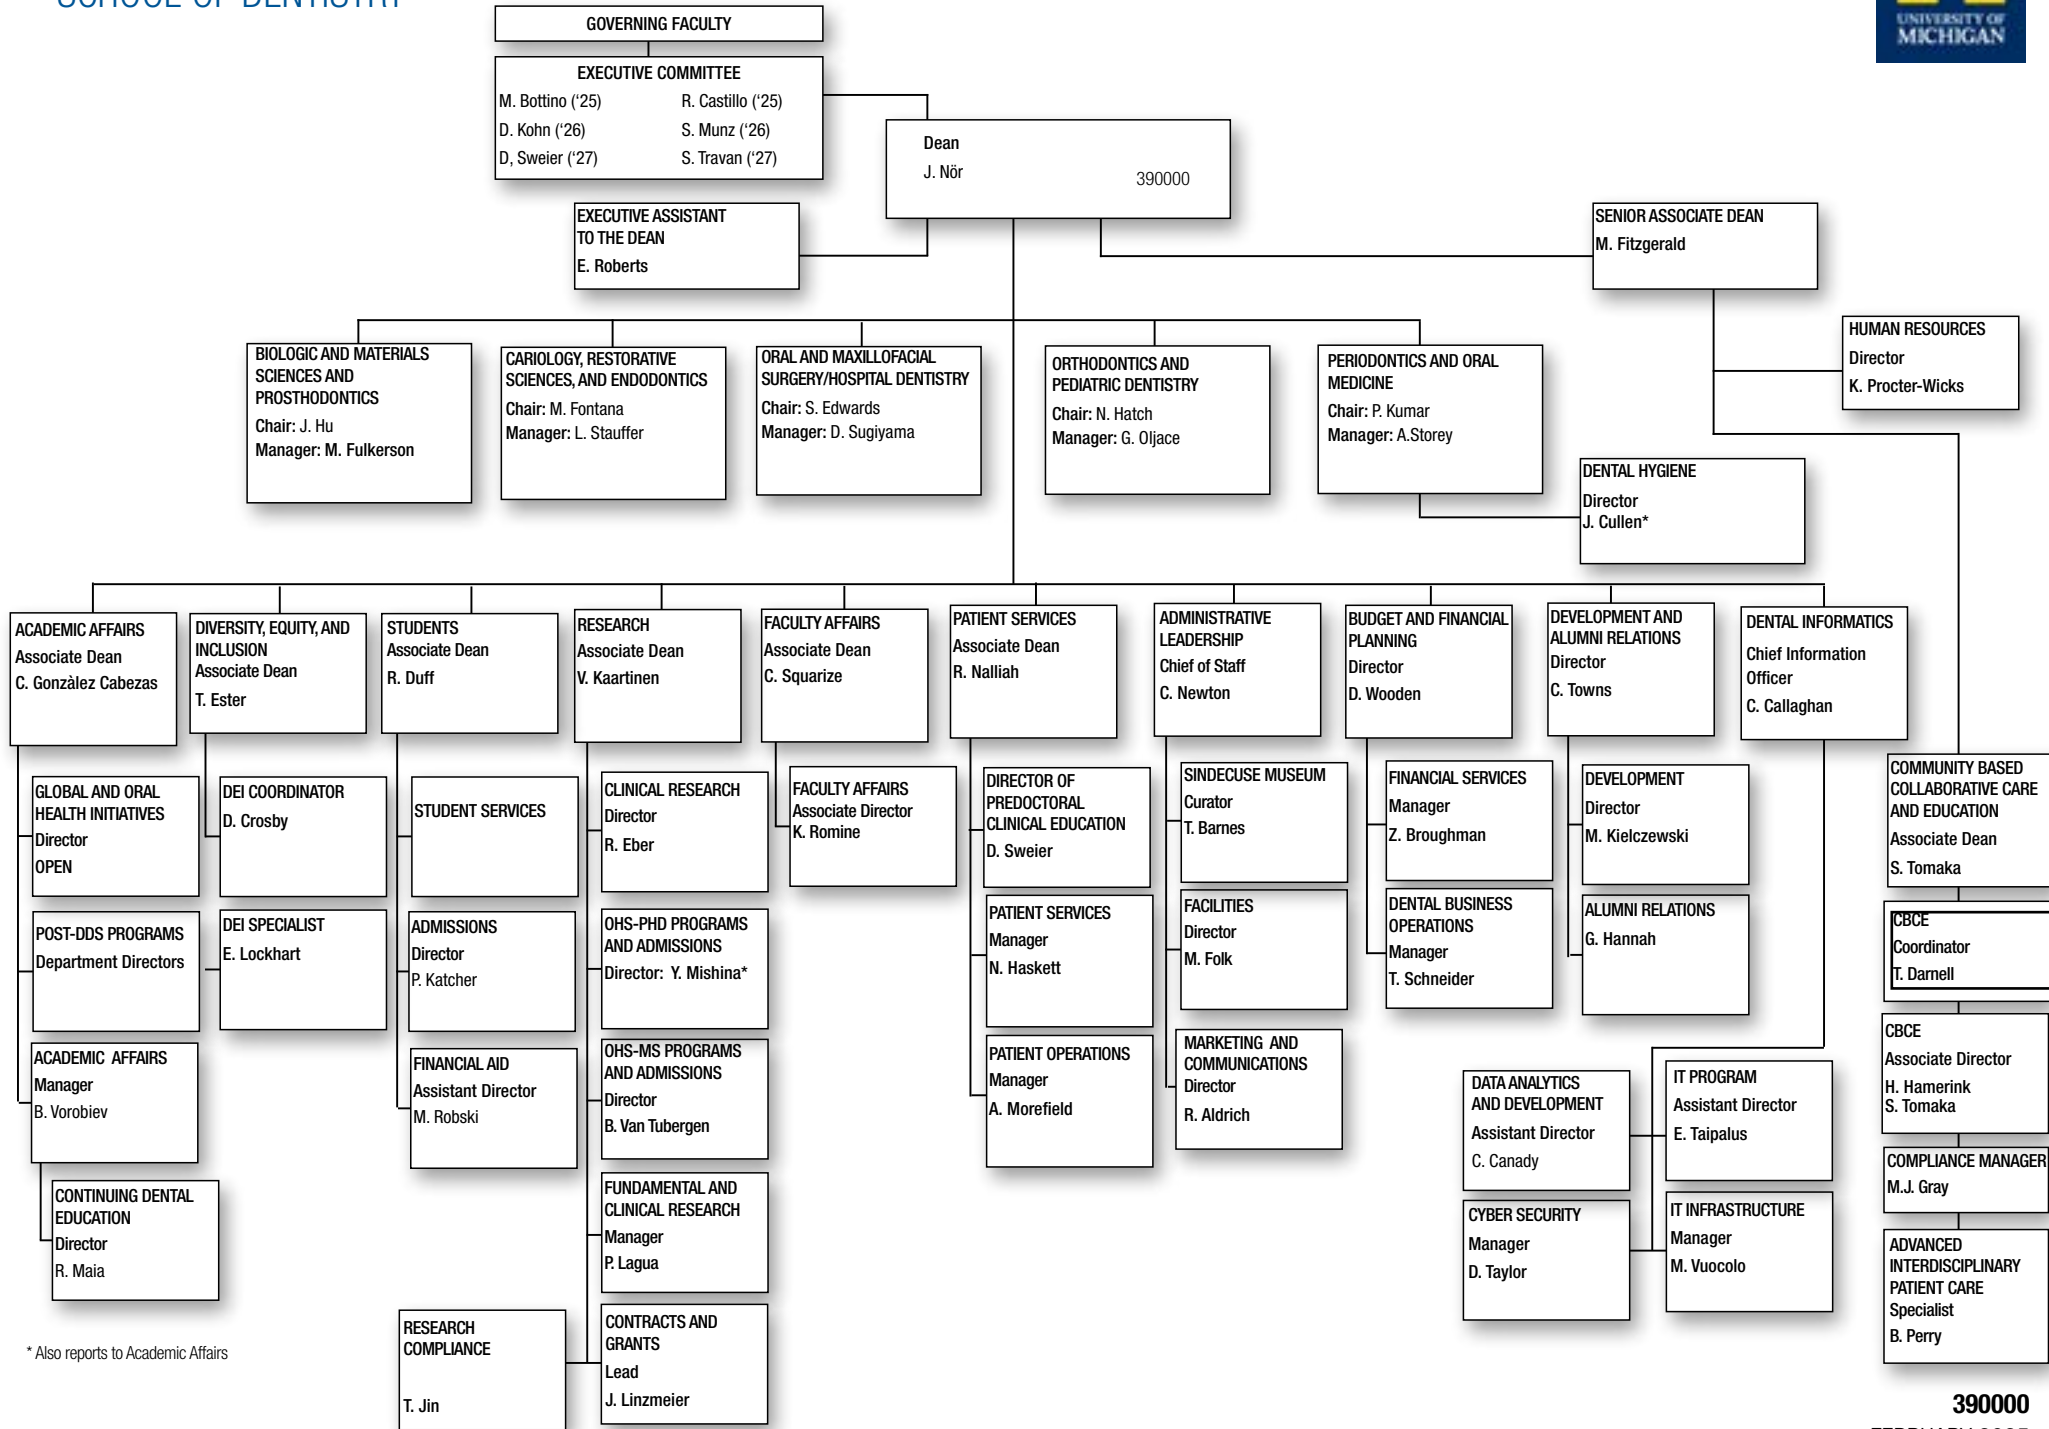 SCHOOL OF DENTISTRY
UNIVERSITY OF
MICHIGAN
GOVERNING FACULTY
EXECUTIVE COMMITTEE
M. Bottino (‘25)
R. Castillo (‘25)
D. Kohn (‘26)
S. Munz (‘26)
D, Sweier (‘27)
S. Travan (‘27)
Dean
J. Nör
390000
EXECUTIVE ASSISTANT
TO THE DEAN
E. Roberts
SENIOR ASSOCIATE DEAN
M. Fitzgerald
HUMAN RESOURCES
Director
K. Procter-Wicks
BIOLOGIC AND MATERIALS
SCIENCES AND
PROSTHODONTICS
Chair: J. Hu
Manager: M. Fulkerson
CARIOLOGY, RESTORATIVE
SCIENCES, AND ENDODONTICS
Chair: M. Fontana
Manager: L. Stauffer
ORAL AND MAXILLOFACIAL
SURGERY/HOSPITAL DENTISTRY
Chair: S. Edwards
Manager: D. Sugiyama
ORTHODONTICS AND
PEDIATRIC DENTISTRY
Chair: N. Hatch
Manager: G. Oljace
PERIODONTICS AND ORAL
MEDICINE
Chair: P. Kumar
Manager: A.Storey
DENTAL HYGIENE
Director
J. Cullen*
ACADEMIC AFFAIRS
Associate Dean
C. Gonzàlez Cabezas
DIVERSITY, EQUITY, AND
INCLUSION
Associate Dean
T. Ester
STUDENTS
Associate Dean
R. Duff
RESEARCH
Associate Dean
V. Kaartinen
FACULTY AFFAIRS
Associate Dean
C. Squarize
PATIENT SERVICES
Associate Dean
R. Nalliah
ADMINISTRATIVE
LEADERSHIP
Chief of Staff
C. Newton
BUDGET AND FINANCIAL
PLANNING
Director
D. Wooden
DEVELOPMENT AND
ALUMNI RELATIONS
Director
C. Towns
DENTAL INFORMATICS
Chief Information
Officer
C. Callaghan
GLOBAL AND ORAL
HEALTH INITIATIVES
Director
OPEN
POST-DDS PROGRAMS
Department Directors
ACADEMIC AFFAIRS
Manager
B. Vorobiev
CONTINUING DENTAL
EDUCATION
Director
R. Maia
DEI COORDINATOR
D. Crosby
DEI SPECIALIST
E. Lockhart
STUDENT SERVICES
ADMISSIONS
Director
P. Katcher
FINANCIAL AID
Assistant Director
M. Robski
CLINICAL RESEARCH
Director
R. Eber
OHS-PHD PROGRAMS
AND ADMISSIONS
Director: Y. Mishina*
OHS-MS PROGRAMS
AND ADMISSIONS
Director
B. Van Tubergen
FUNDAMENTAL AND
CLINICAL RESEARCH
Manager
P. Lagua
CONTRACTS AND
GRANTS
Lead
J. Linzmeier
RESEARCH
COMPLIANCE
T. Jin
FACULTY AFFAIRS
Associate Director
K. Romine
DIRECTOR OF
PREDOCTORAL
CLINICAL EDUCATION
D. Sweier
PATIENT SERVICES
Manager
N. Haskett
PATIENT OPERATIONS
Manager
A. Morefield
SINDECUSE MUSEUM
Curator
T. Barnes
FACILITIES
Director
M. Folk
MARKETING AND
COMMUNICATIONS
Director
R. Aldrich
FINANCIAL SERVICES
Manager
Z. Broughman
DENTAL BUSINESS
OPERATIONS
Manager
T. Schneider
DEVELOPMENT
Director
M. Kielczewski
ALUMNI RELATIONS
G. Hannah
DATA ANALYTICS
AND DEVELOPMENT
Assistant Director
C. Canady
IT PROGRAM
Assistant Director
E. Taipalus
CYBER SECURITY
Manager
D. Taylor
IT INFRASTRUCTURE
Manager
M. Vuocolo
COMMUNITY BASED
COLLABORATIVE CARE
AND EDUCATION
Associate Dean
S. Tomaka
CBCE
Coordinator
T. Darnell
CBCE
Associate Director
H. Hamerink
S. Tomaka
COMPLIANCE MANAGER
M.J. Gray
ADVANCED
INTERDISCIPLINARY
PATIENT CARE
Specialist
B. Perry
* Also reports to Academic Affairs
390000